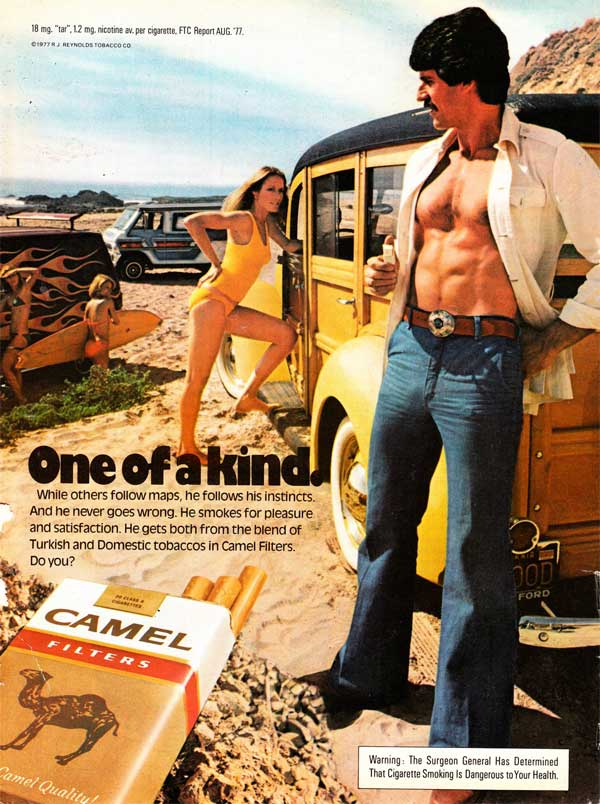 18 mg. "tar", 1.2 mg. nicotine av. per cigarette, FTC Report AUG. '77.
©1977 R.J. REYNOLDS TOBACCO CO.
One of a kind.
While others follow maps, he follows his instincts.
And he never goes wrong. He smokes for pleasure
and satisfaction. He gets both from the blend of
Turkish and Domestic tobaccos in Camel Filters.
Do you?
20 CLASS A
CIGARETTES
CAMEL
FILTERS
Camel Quality!
FORD
Warning: The Surgeon General Has Determined
That Cigarette Smoking Is Dangerous to Your Health.